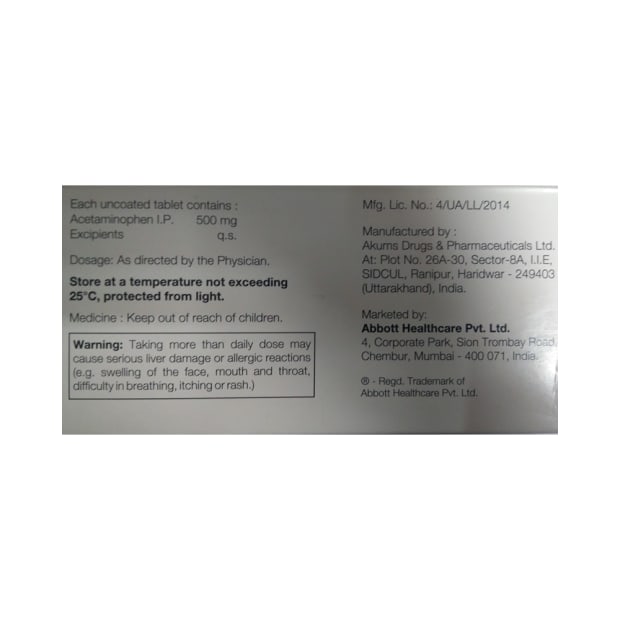 Each uncoated tablet contains :
Acetaminophen I.P. 500 mg
Excipients q.s.
Dosage: As directed by the Physician.
Store at a temperature not exceeding
25°C, protected from light.
Medicine : Keep out of reach of children.
Warning: Taking more than daily dose may
cause serious liver damage or allergic reactions
(e.g. swelling of the face, mouth and throat,
difficulty in breathing, itching or rash.)
Mfg. Lic. No.: 4/UA/LL/2014
Manufactured by :
Akums Drugs & Pharmaceuticals Ltd.
At: Plot No. 26A-30, Sector-8A, I.I.E,
SIDCUL, Ranipur, Haridwar - 249403
(Uttarakhand), India.
Marketed by:
Abbott Healthcare Pvt. Ltd.
4, Corporate Park, Sion Trombay Road,
Chembur, Mumbai - 400 071, India.
® - Regd. Trademark of
Abbott Healthcare Pvt. Ltd.